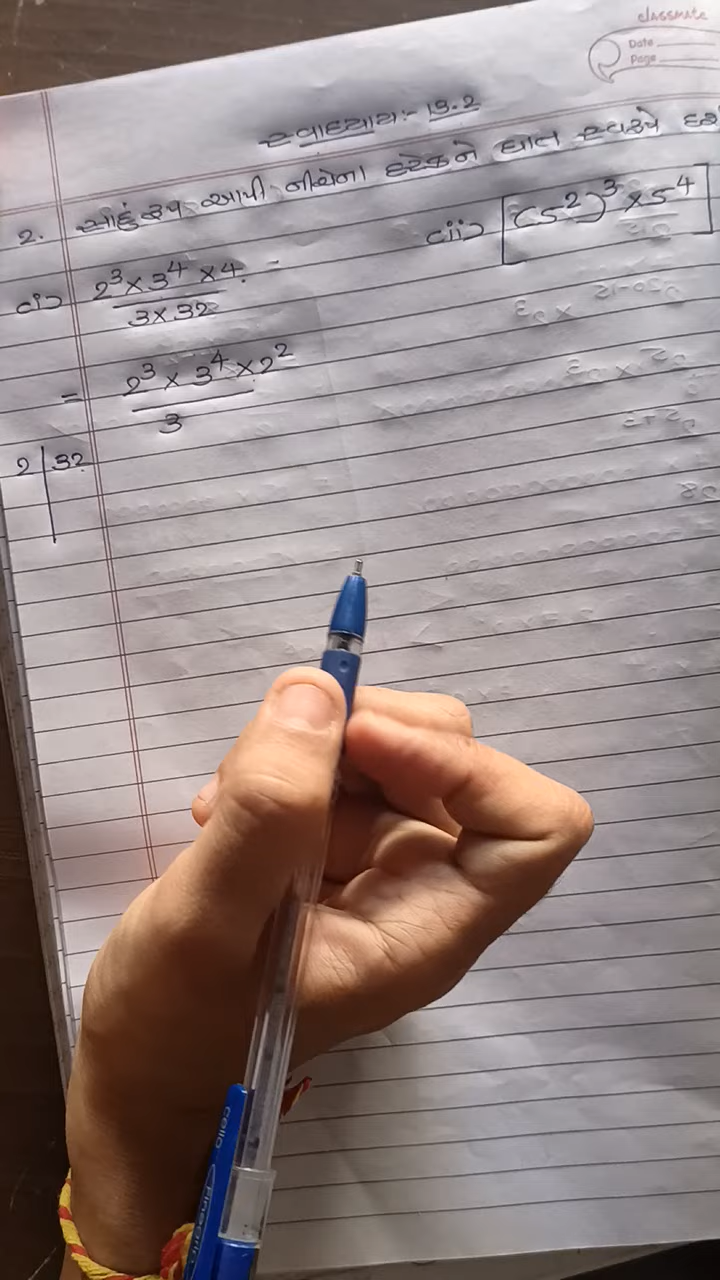 classmate
Date
Page
સ્વાધ્યાય:- 13.2
2. સાદુંરૂપ આપી નીચેના દરેકને ઘાત સ્વરૂપે
(i) 2³ × 3⁴ × 4 =
3 × 32
(ii) [(5²)³ × 5⁴
= 2³ × 3⁴ × 2²
3
2 | 32
cello